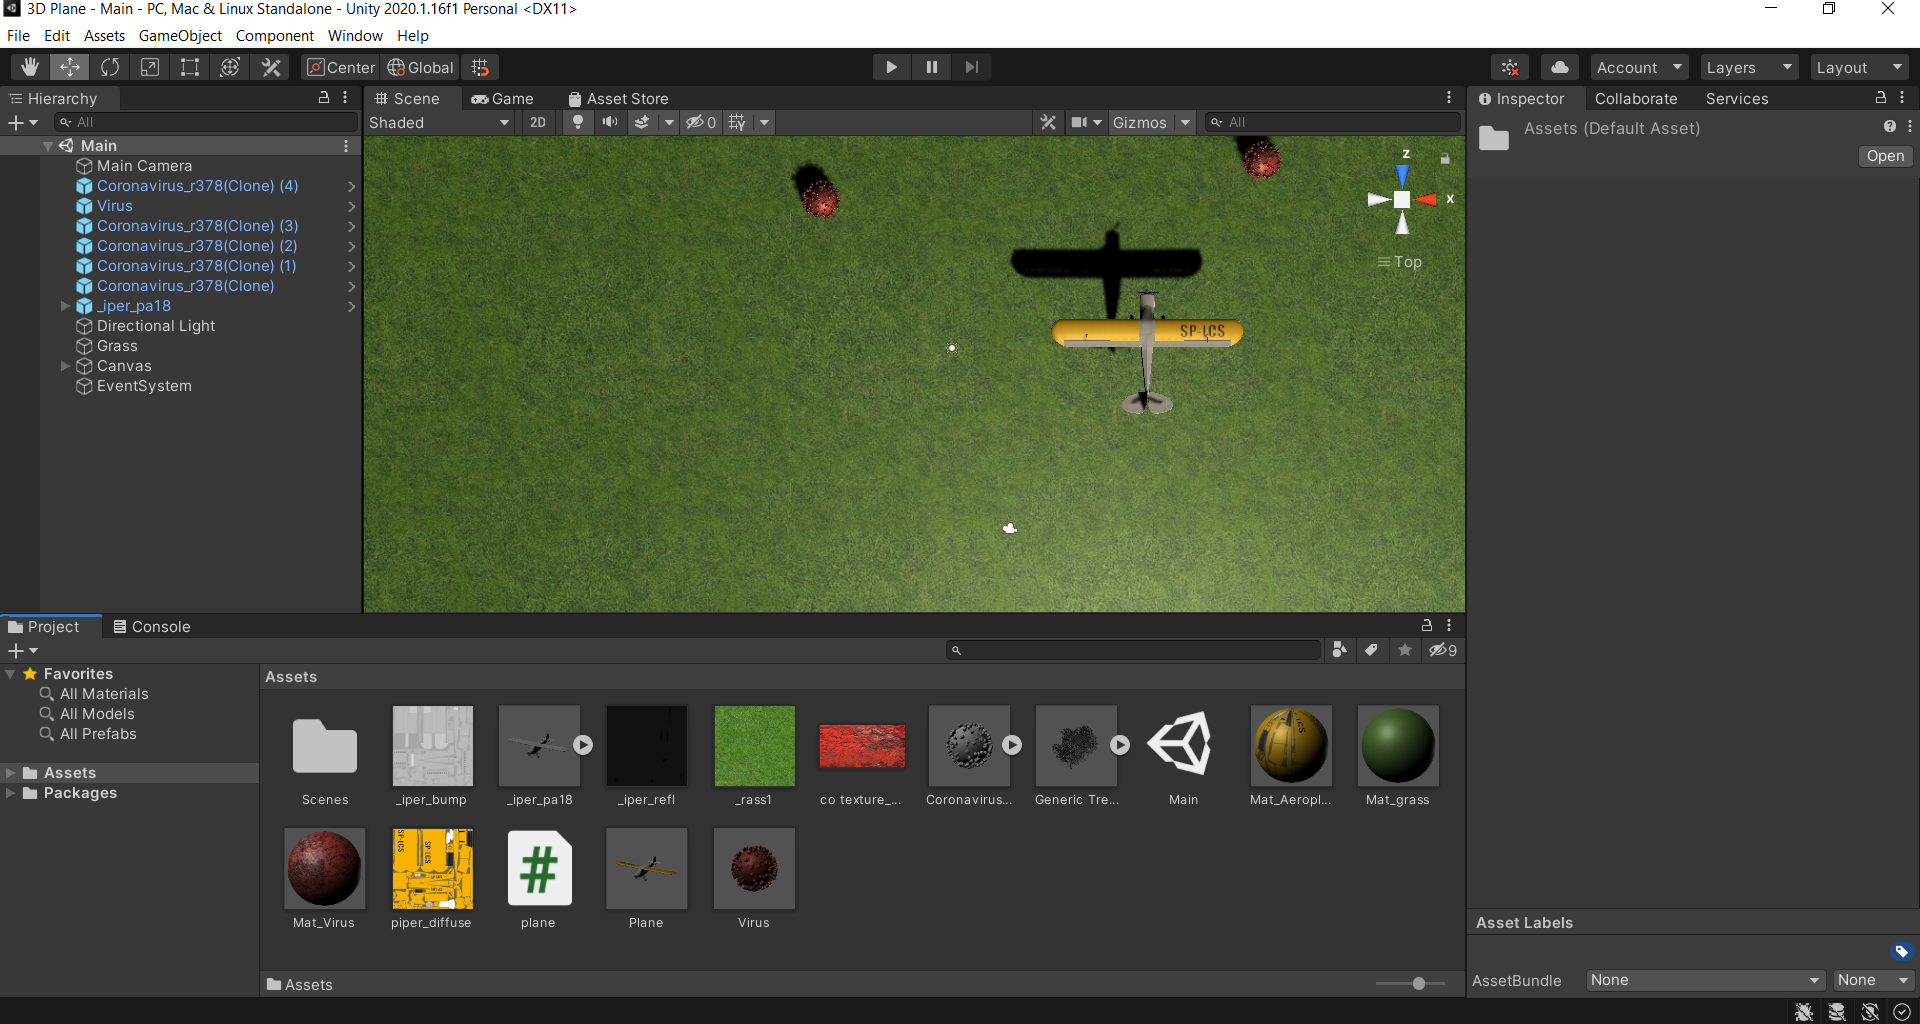 3D Plane - Main - PC, Mac & Linux Standalone - Unity 2020.1.16f1 Personal <DX11>
File Edit Assets GameObject Component Window Help
Center Global Account Layers Layout
Hierarchy
All
Main
Main Camera
Coronavirus_r378(Clone) (4)
Virus
Coronavirus_r378(Clone) (3)
Coronavirus_r378(Clone) (2)
Coronavirus_r378(Clone) (1)
Coronavirus_r378(Clone)
_iper_pa18
Directional Light
Grass
Canvas
EventSystem
Scene Game Asset Store
Shaded 2D 0 Gizmos All
z
x
Top
SP-LCS
Inspector Collaborate Services
Assets (Default Asset)
Open
Project Console
9
Favorites
All Materials
All Models
All Prefabs
Assets
Packages
Assets
Scenes _iper_bump _iper_pa18 _iper_refl _rass1 co texture_... Coronavirus... Generic Tre... Main Mat_Aeropl... Mat_grass
SP-LCS
SP-LCS
Mat_Virus piper_diffuse plane Plane Virus
Assets
Asset Labels
AssetBundle None None